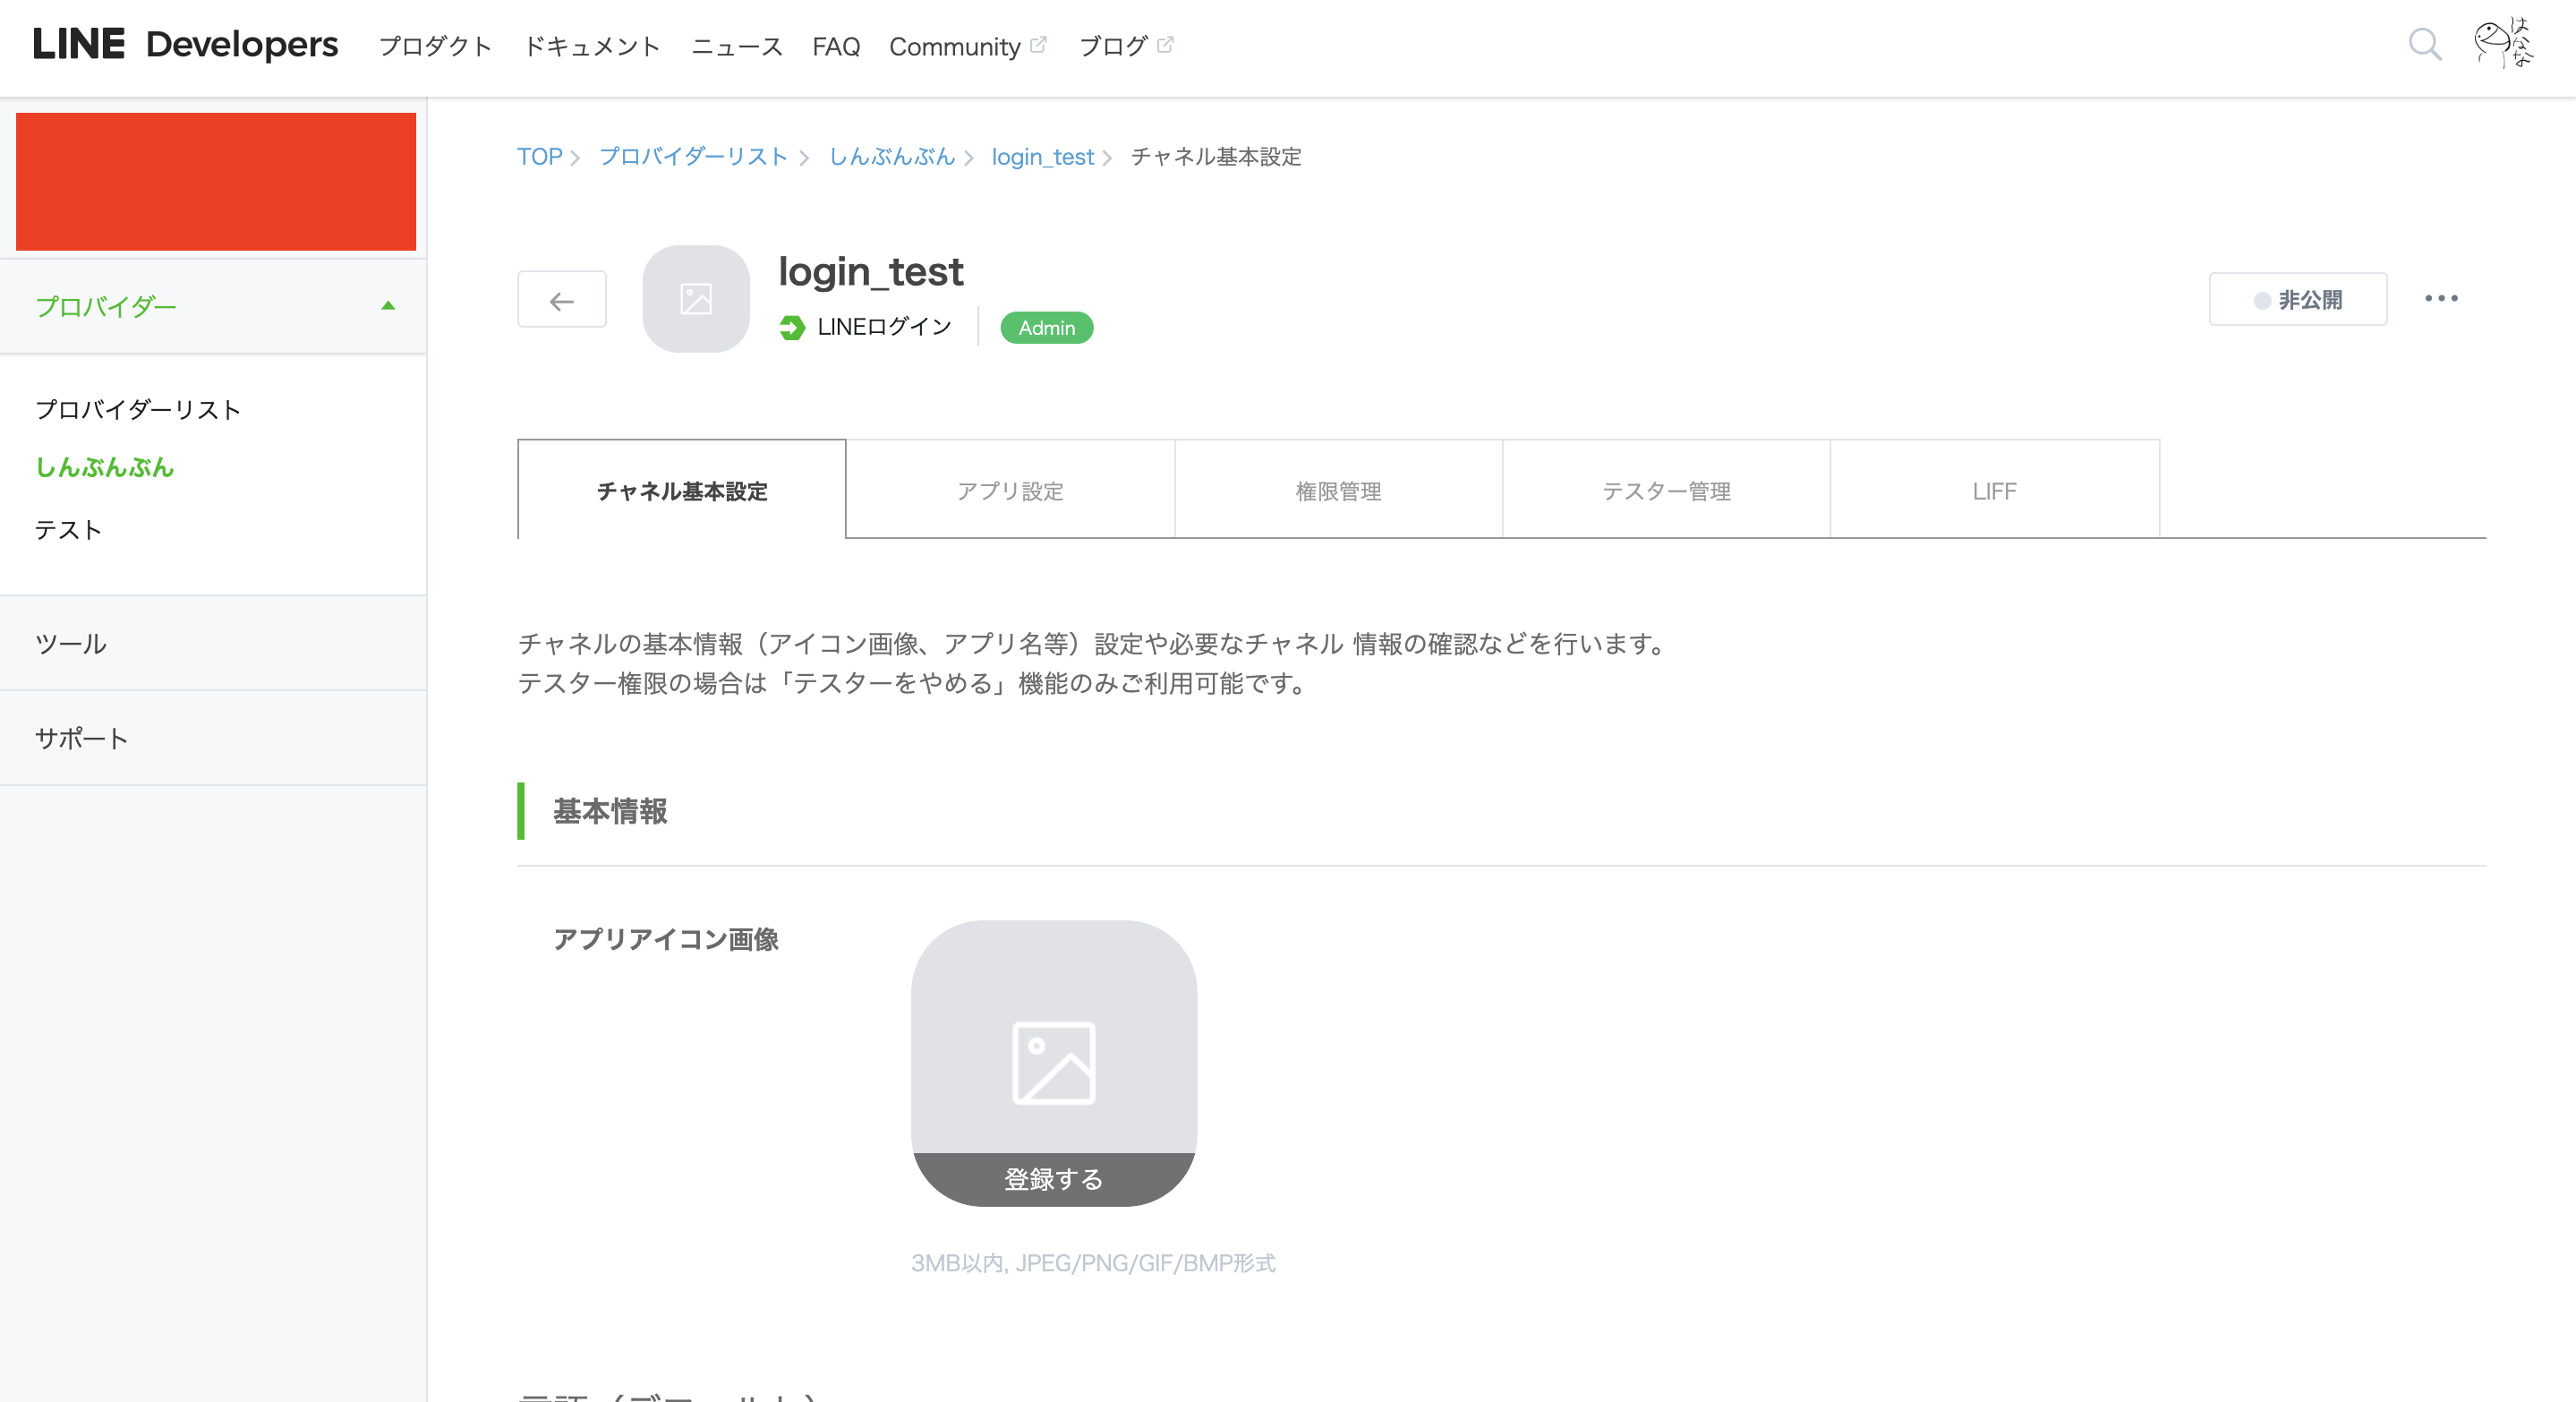 LINE Developers プロダクト ドキュメント ニュース FAQ Community ブログ
はなな
TOP プロバイダーリスト しんぶんぶん login_test チャネル基本設定
プロバイダー
プロバイダーリスト
しんぶんぶん
テスト
ツール
サポート
login_test
LINEログイン Admin
非公開
チャネル基本設定 アプリ設定 権限管理 テスター管理 LIFF
チャネルの基本情報（アイコン画像、アプリ名等）設定や必要なチャネル 情報の確認などを行います。
テスター権限の場合は「テスターをやめる」機能のみご利用可能です。
基本情報
アプリアイコン画像
登録する
3MB以内, JPEG/PNG/GIF/BMP形式